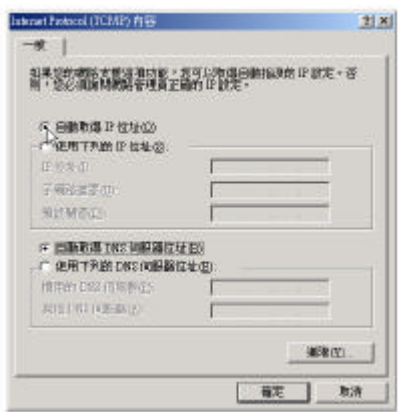 Internet Protocol (TCP/IP) 內容
一般
如果您的網路支援這項功能，您可以取得自動指派的 IP 設定。否
則，您必須詢問網路管理員正確的 IP 設定。
自動取得 IP 位址(O)
使用下列的 IP 位址(S):
IP 位址(I):
子網路遮罩(U):
預設閘道(D):
自動取得 DNS 伺服器位址(B)
使用下列的 DNS 伺服器位址(E):
慣用的 DNS 伺服器(P):
其他 DNS 伺服器(A):
進階(V)...
確定
取消